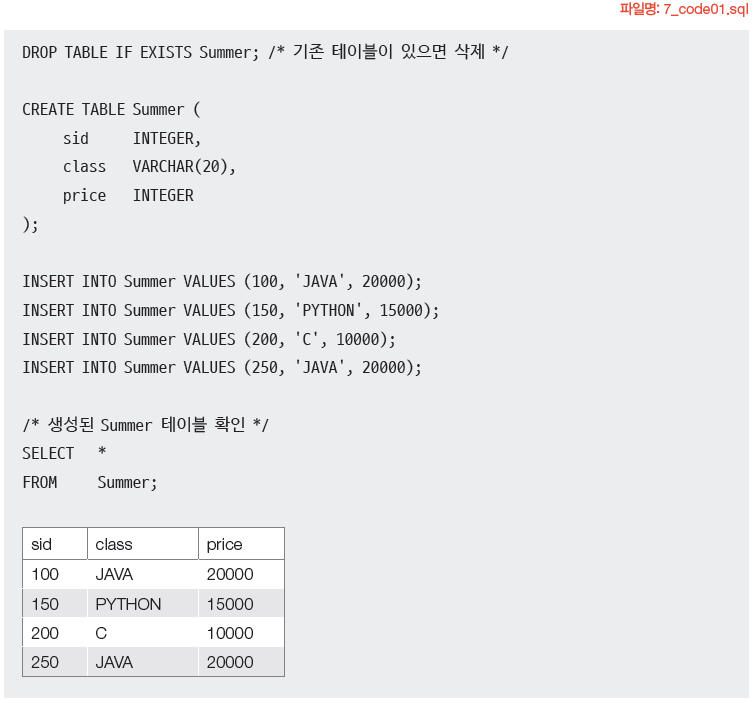 파일명: 7_code01.sql
DROP TABLE IF EXISTS Summer; /* 기존 테이블이 있으면 삭제 */
CREATE TABLE Summer (
sid INTEGER,
class VARCHAR(20),
price INTEGER
);
INSERT INTO Summer VALUES (100, 'JAVA', 20000);
INSERT INTO Summer VALUES (150, 'PYTHON', 15000);
INSERT INTO Summer VALUES (200, 'C', 10000);
INSERT INTO Summer VALUES (250, 'JAVA', 20000);
/* 생성된 Summer 테이블 확인 */
SELECT *
FROM Summer;
sid class price
100 JAVA 20000
150 PYTHON 15000
200 C 10000
250 JAVA 20000